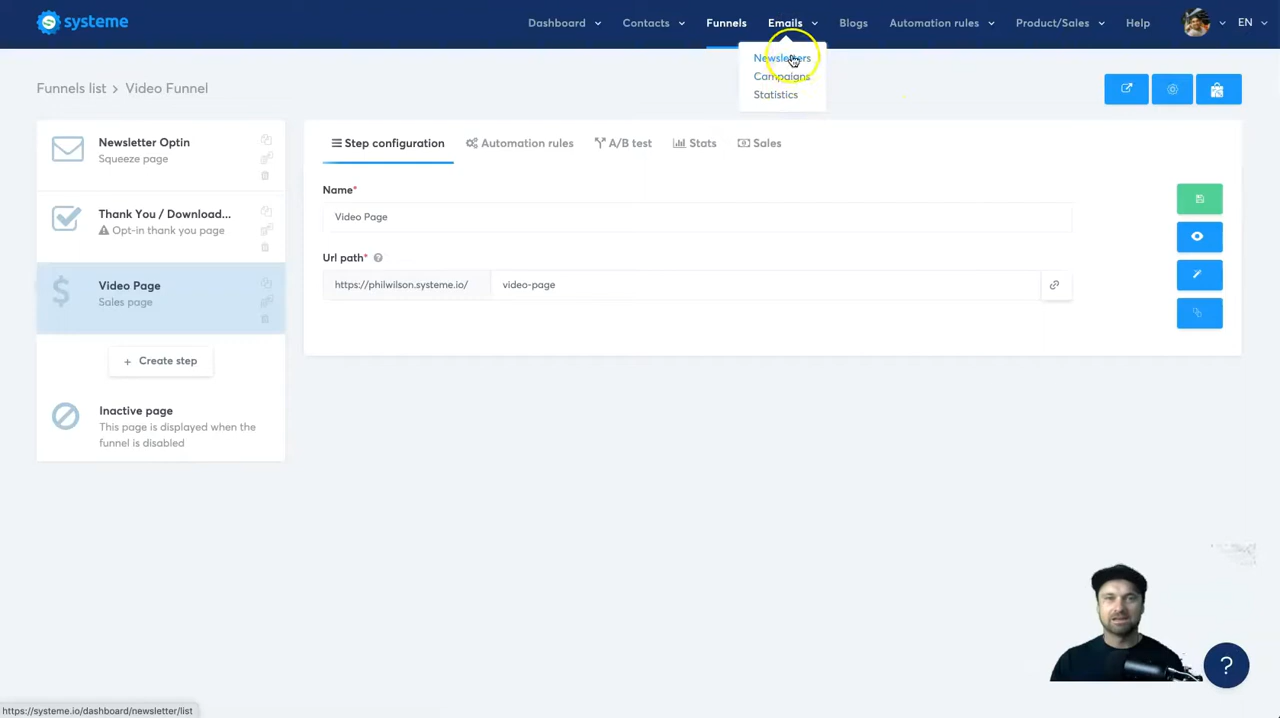 systeme
Dashboard Contacts Funnels Emails Blogs Automation rules Product/Sales Help EN
Newsletters
Campaigns
Statistics
Funnels list > Video Funnel
Newsletter Optin
Squeeze page
Thank You / Download...
Opt-in thank you page
Video Page
Sales page
+ Create step
Inactive page
This page is displayed when the
funnel is disabled
Step configuration Automation rules A/B test Stats Sales
Name*
Video Page
Url path* ?
https://philwilson.systeme.io/ video-page
?
https://systeme.io/dashboard/newsletter/list